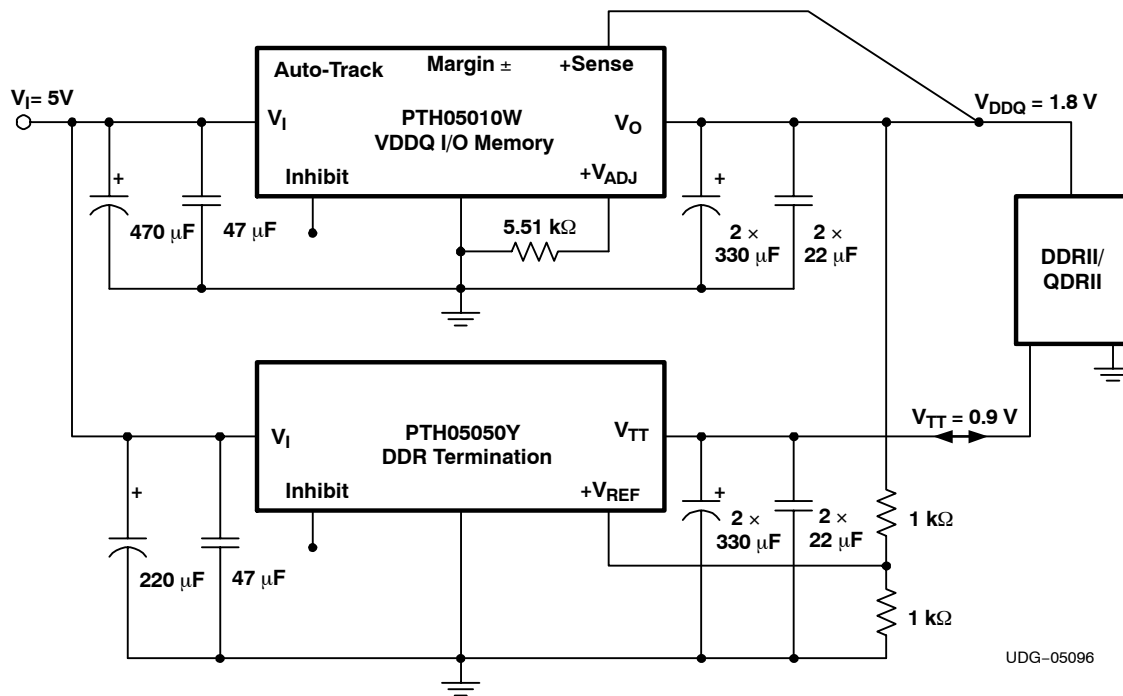 Auto-Track
Margin ±
+Sense
V_I = 5V
V_I
PTH05010W
VDDQ I/O Memory
V_O
V_DDQ = 1.8 V
Inhibit
+V_ADJ
+
470 μF
47 μF
5.51 kΩ
+
2 ×
330 μF
2 ×
22 μF
DDRII/
QDRII
V_I
PTH05050Y
DDR Termination
V_TT
V_TT = 0.9 V
Inhibit
+V_REF
+
220 μF
47 μF
+
2 ×
330 μF
2 ×
22 μF
1 kΩ
1 kΩ
UDG–05096